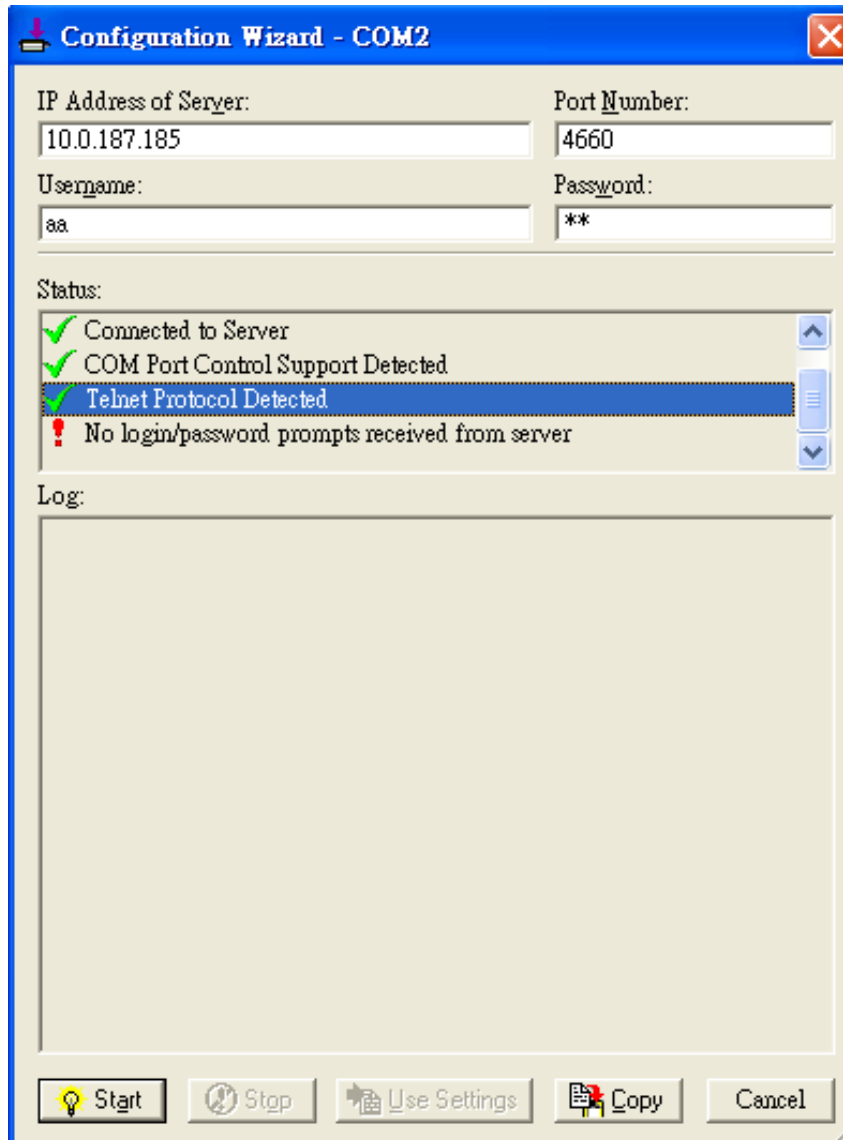 Configuration Wizard - COM2
IP Address of Server: Port Number:
10.0.187.185 4660
Username: Password:
aa **
Status:
Connected to Server
COM Port Control Support Detected
Telnet Protocol Detected
No login/password prompts received from server
Log:
Start Stop Use Settings Copy Cancel